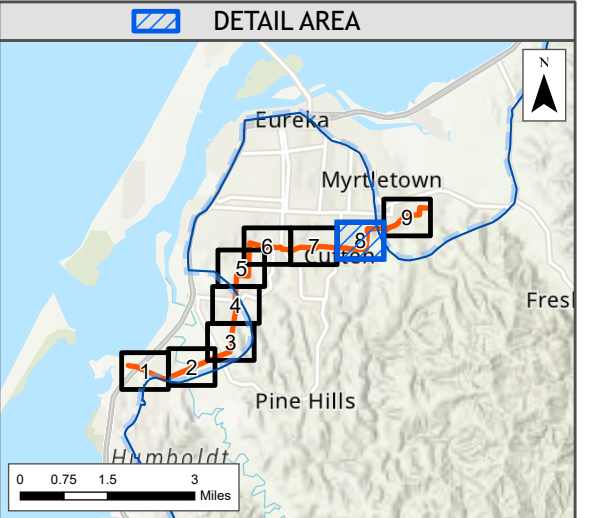 DETAIL AREA
N
Eureka
Myrtletown
9
8
7
6
Cutten
5
Fresh
4
3
2
1
Pine Hills
Humboldt
0 0.75 1.5 3
Miles